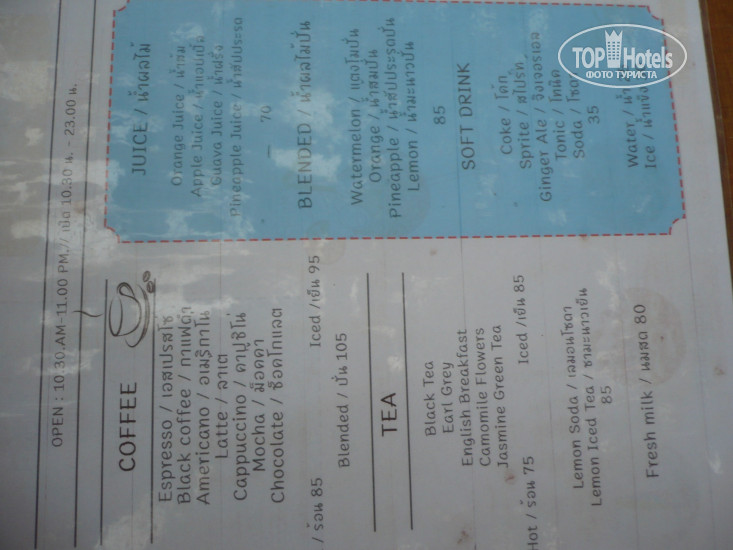 OPEN : 10.30 AM-11.00 PM // เปิด 10.30 น. - 23.00 น.
COFFEE
Espresso / เอสเปรสโซ
Black coffee / กาแฟดำ
Americano / อเมริกาโน
Latte / ลาเต
Cappuccino / คาปูชิโน่
Mocha / ม็อคคา
Chocolate / ช็อคโกแลต
/ ร้อน 85 Iced /เย็น 95
Blended / ปั่น 105
TEA
Black Tea
Earl Grey
English Breakfast
Camomile Flowers
Jasmine Green Tea
Hot / ร้อน 75 Iced /เย็น 85
Lemon Soda / เลมอนโซดา
Lemon Iced Tea / ชามะนาวเย็น
85
Fresh milk / นมสด 80
JUICE / น้ำผลไม้
Orange Juice / น้ำส้ม
Apple Juice / น้ำแอปเปิ้ล
Guava Juice / น้ำฝรั่ง
Pineapple Juice / น้ำสับปะรด
70
BLENDED / น้ำผลไม้ปั่น
Watermelon / แตงโมปั่น
Orange / น้ำส้มปั่น
Pineapple / น้ำสับปะรดปั่น
Lemon / น้ำมะนาวปั่น
85
SOFT DRINK
Coke / โค้ก
Sprite / สไปร์ท
Ginger Ale / จิงเจอร์เอล
Tonic / โทนิค
Soda / โซดา
35
Water / น้ำ
Ice / น้ำแข็ง
TOP Hotels
ФОТО ТУРИСТА